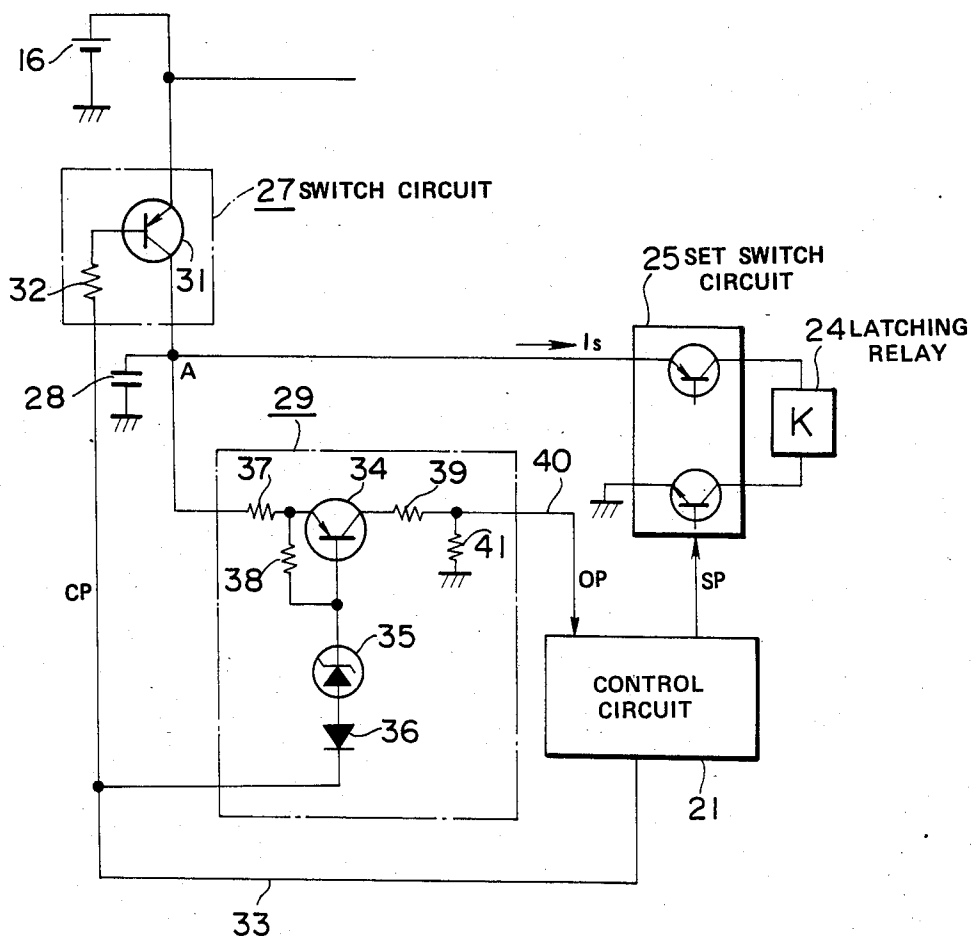 16
27 SWITCH CIRCUIT
31
32
25 SET SWITCH
CIRCUIT
24 LATCHING
RELAY
Is
A
28
K
29
37
34
39
40
41
38
CP
OP
SP
35
36
CONTROL
CIRCUIT
21
33